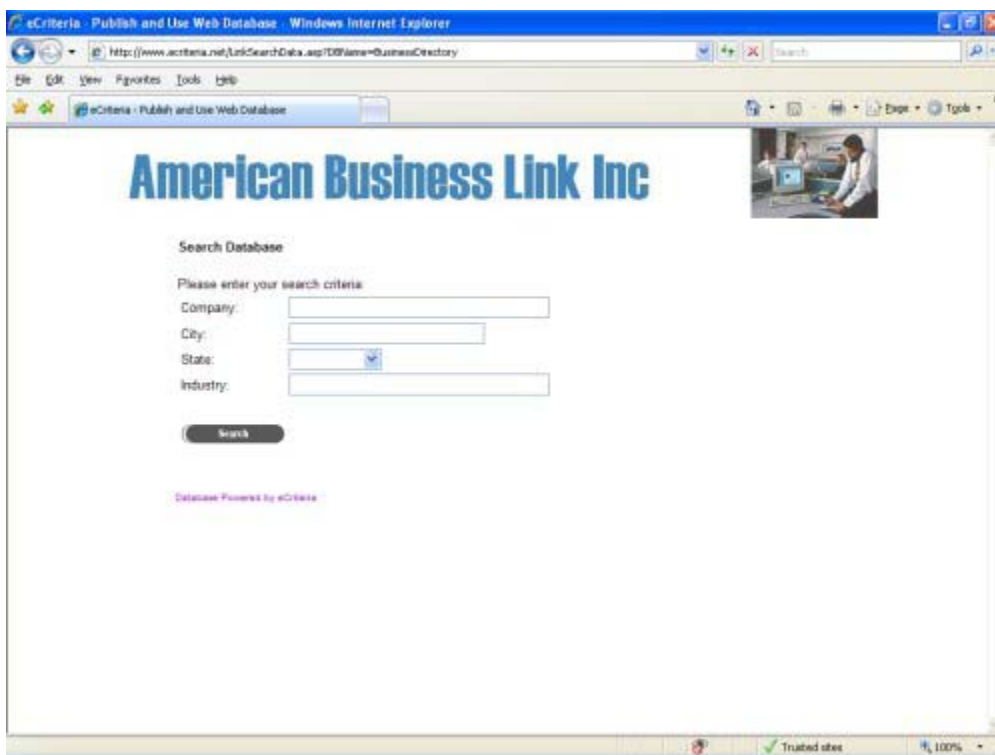 eCriteria - Publish and Use Web Database - Windows Internet Explorer
http://www.ecriteria.net/LinkSearchData.asp?DBName=BusinessDirectory
Search
File Edit View Favorites Tools Help
eCriteria - Publish and Use Web Database
Page Tools
American Business Link Inc
Search Database
Please enter your search criteria:
Company:
City:
State:
Industry:
Search
Database Powered by eCriteria
Trusted sites 100%